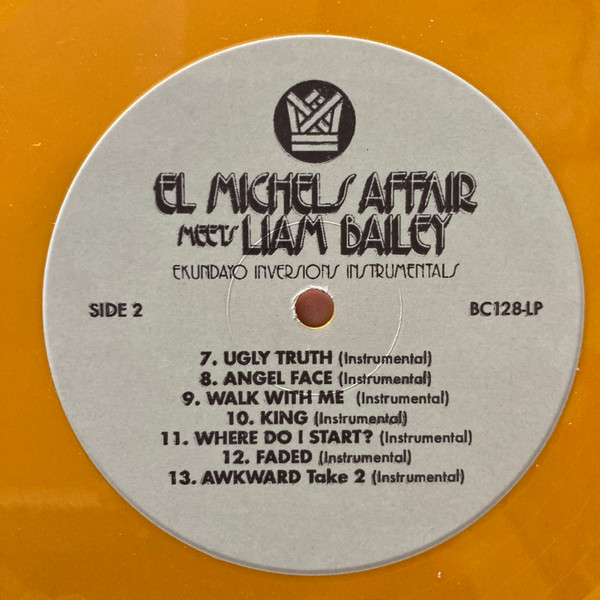 EL MICHELS AFFAIR
MEETS LIAM BAILEY
EKUNDAYO INVERSIONS INSTRUMENTALS
SIDE 2
BC128-LP
7. UGLY TRUTH (Instrumental)
8. ANGEL FACE (Instrumental)
9. WALK WITH ME (Instrumental)
10. KING (Instrumental)
11. WHERE DO I START? (Instrumental)
12. FADED (Instrumental)
13. AWKWARD Take 2 (Instrumental)